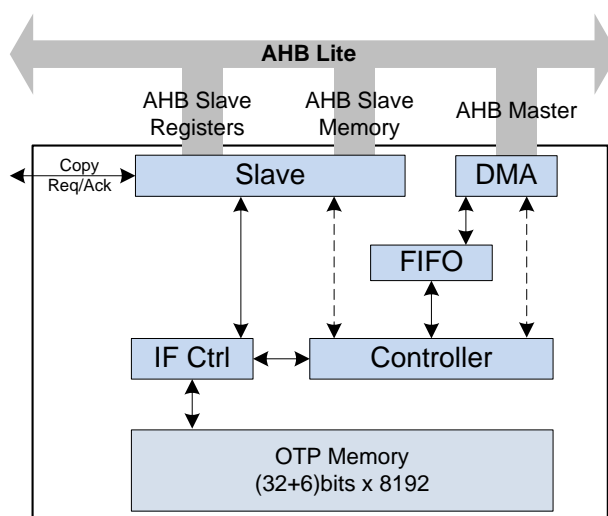 AHB Lite
AHB Slave
Registers
AHB Slave
Memory
AHB Master
Copy
Req/Ack
Slave
DMA
FIFO
IF Ctrl
Controller
OTP Memory
(32+6)bits x 8192